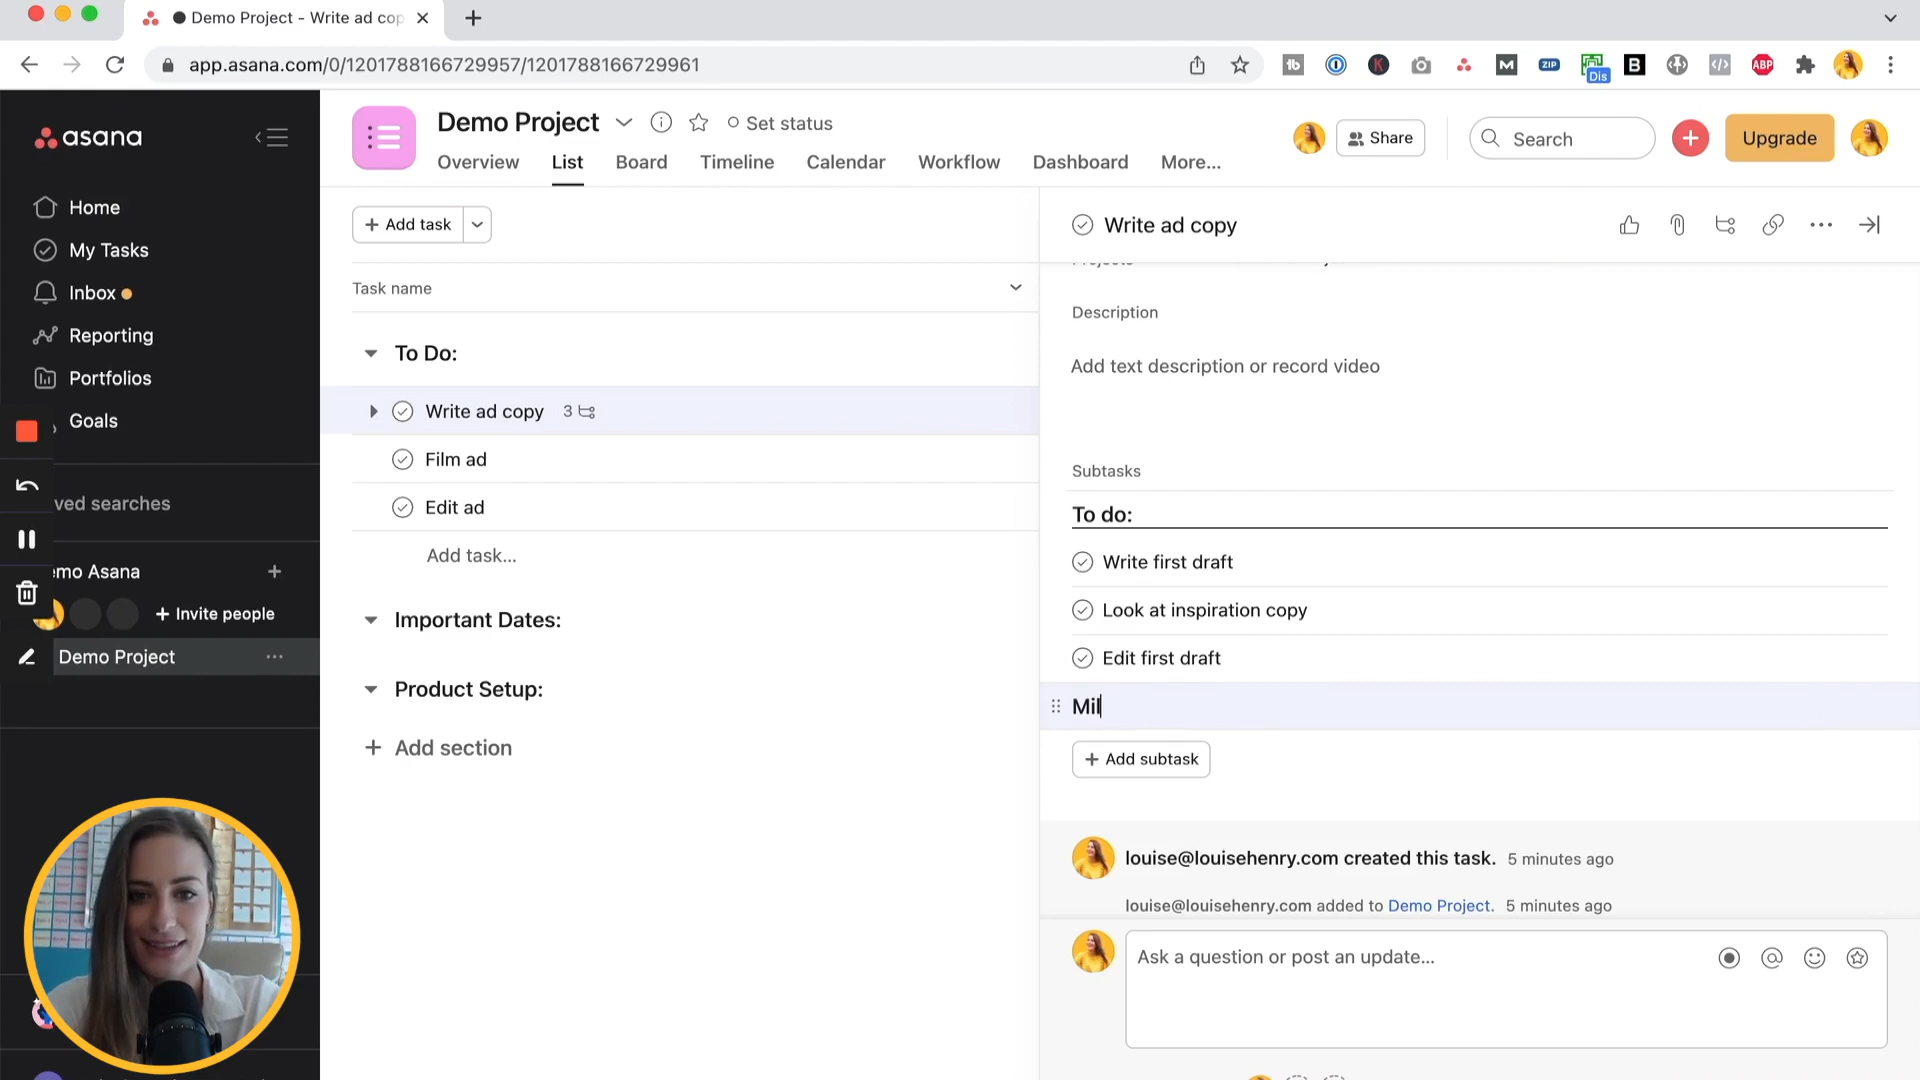 Demo Project - Write ad cop
app.asana.com/0/1201788166729957/1201788166729961
ZIP
Dis
B
ABP
asana
Home
My Tasks
Inbox
Reporting
Portfolios
Goals
ved searches
emo Asana
Invite people
Demo Project
Demo Project
Set status
Share
Search
Upgrade
Overview
List
Board
Timeline
Calendar
Workflow
Dashboard
More...
Add task
Task name
To Do:
Write ad copy 3
Film ad
Edit ad
Add task...
Important Dates:
Product Setup:
Add section
Write ad copy
Description
Add text description or record video
Subtasks
To do:
Write first draft
Look at inspiration copy
Edit first draft
Mil
Add subtask
louise@louisehenry.com created this task. 5 minutes ago
louise@louisehenry.com added to Demo Project. 5 minutes ago
Ask a question or post an update...